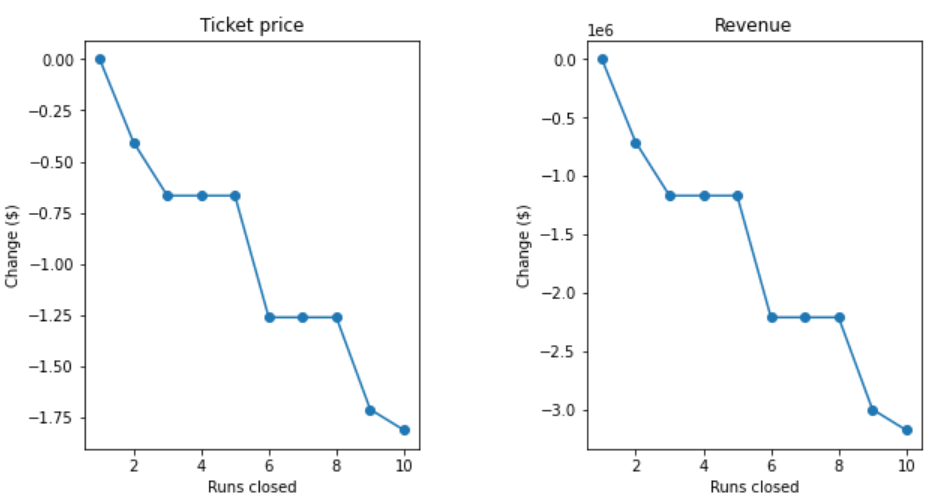 Ticket price
0.00
−0.25
−0.50
−0.75
−1.00
−1.25
−1.50
−1.75
Change ($)
2 4 6 8 10
Runs closed
Revenue
1e6
0.0
−0.5
−1.0
−1.5
−2.0
−2.5
−3.0
Change ($)
2 4 6 8 10
Runs closed